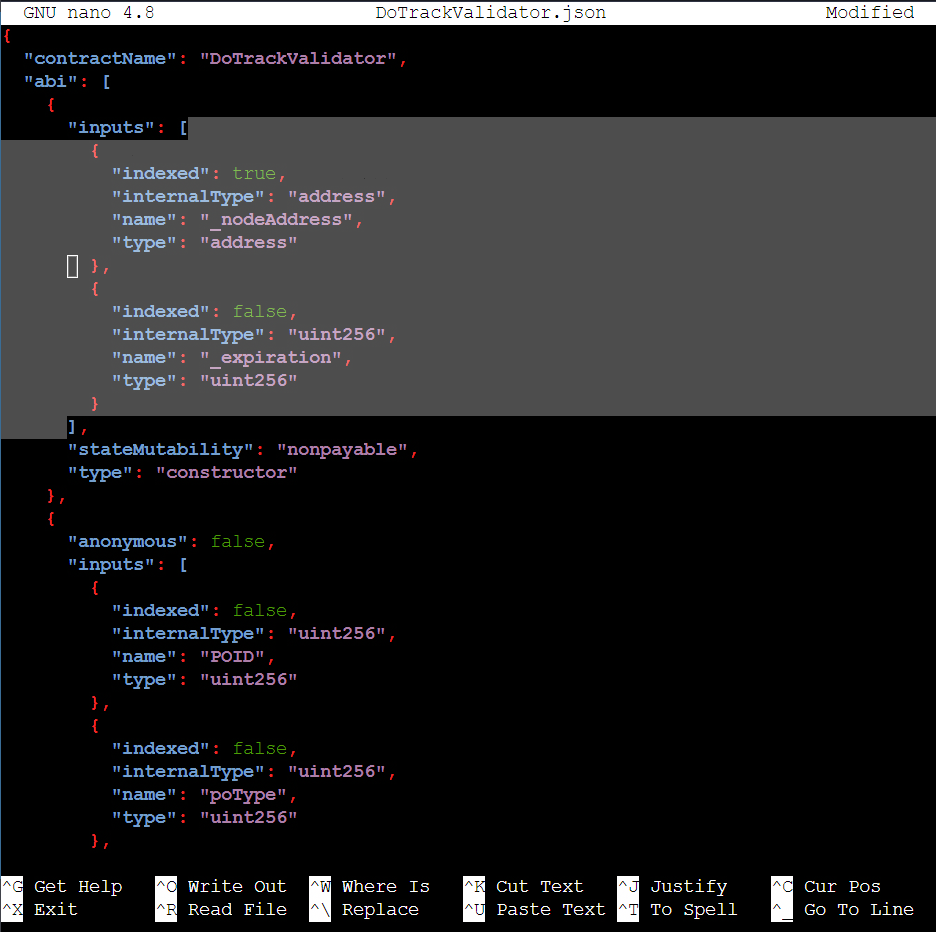 GNU nano 4.8 DoTrackValidator.json Modified
{
  "contractName": "DoTrackValidator",
  "abi": [
    {
      "inputs": [
        {
          "indexed": true,
          "internalType": "address",
          "name": "_nodeAddress",
          "type": "address"
        },
        {
          "indexed": false,
          "internalType": "uint256",
          "name": "_expiration",
          "type": "uint256"
        }
      ],
      "stateMutability": "nonpayable",
      "type": "constructor"
    },
    {
      "anonymous": false,
      "inputs": [
        {
          "indexed": false,
          "internalType": "uint256",
          "name": "POID",
          "type": "uint256"
        },
        {
          "indexed": false,
          "internalType": "uint256",
          "name": "poType",
          "type": "uint256"
        },
^G Get Help ^O Write Out ^W Where Is ^K Cut Text ^J Justify ^C Cur Pos
^X Exit ^R Read File ^\ Replace ^U Paste Text ^T To Spell ^_ Go To Line